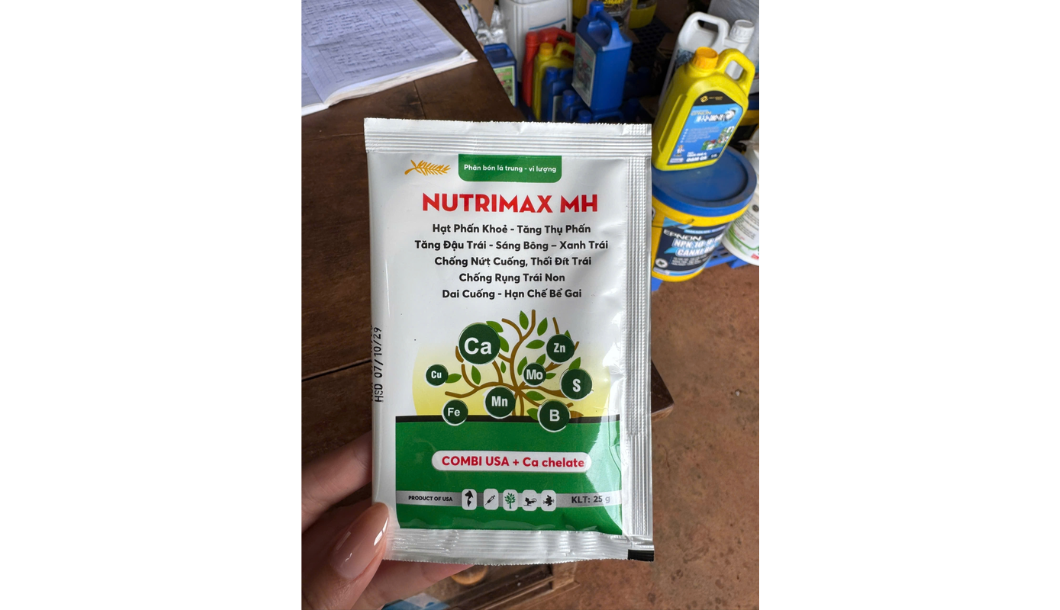 Phân bón lá trung - vi lượng
NUTRIMAX MH
Hạt Phấn Khoẻ - Tăng Thụ Phấn
Tăng Đậu Trái - Sáng Bông – Xanh Trái
Chống Nứt Cuống, Thối Đít Trái
Chống Rụng Trái Non
Dai Cuống - Hạn Chế Bể Gai
Ca
Zn
Cu
Mo
S
Mn
Fe
B
HSD 07/10/29
COMBI USA + Ca chelate
PRODUCT OF USA
KLT: 25 g